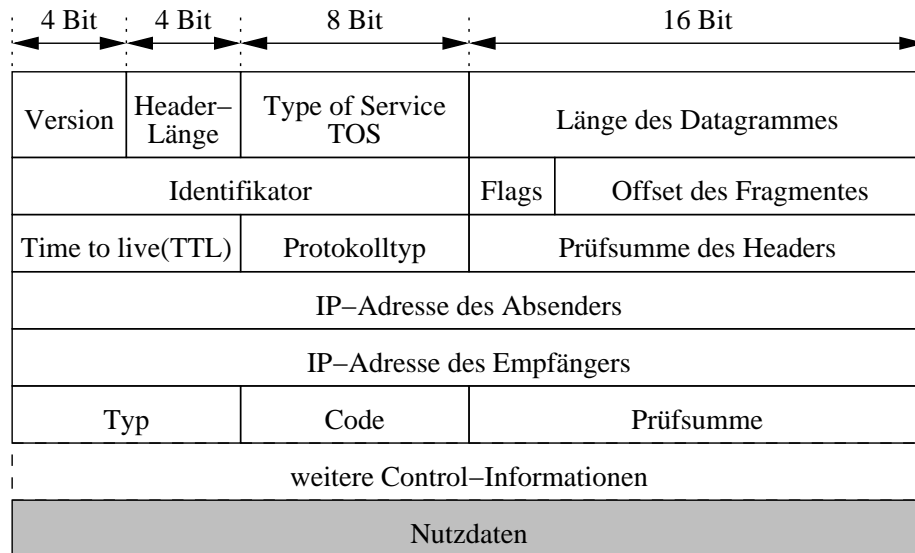 4 Bit 4 Bit 8 Bit 16 Bit
Version Header– Länge Type of Service TOS Länge des Datagrammes
Identifikator Flags Offset des Fragmentes
Time to live(TTL) Protokolltyp Prüfsumme des Headers
IP–Adresse des Absenders
IP–Adresse des Empfängers
Typ Code Prüfsumme
weitere Control–Informationen
Nutzdaten